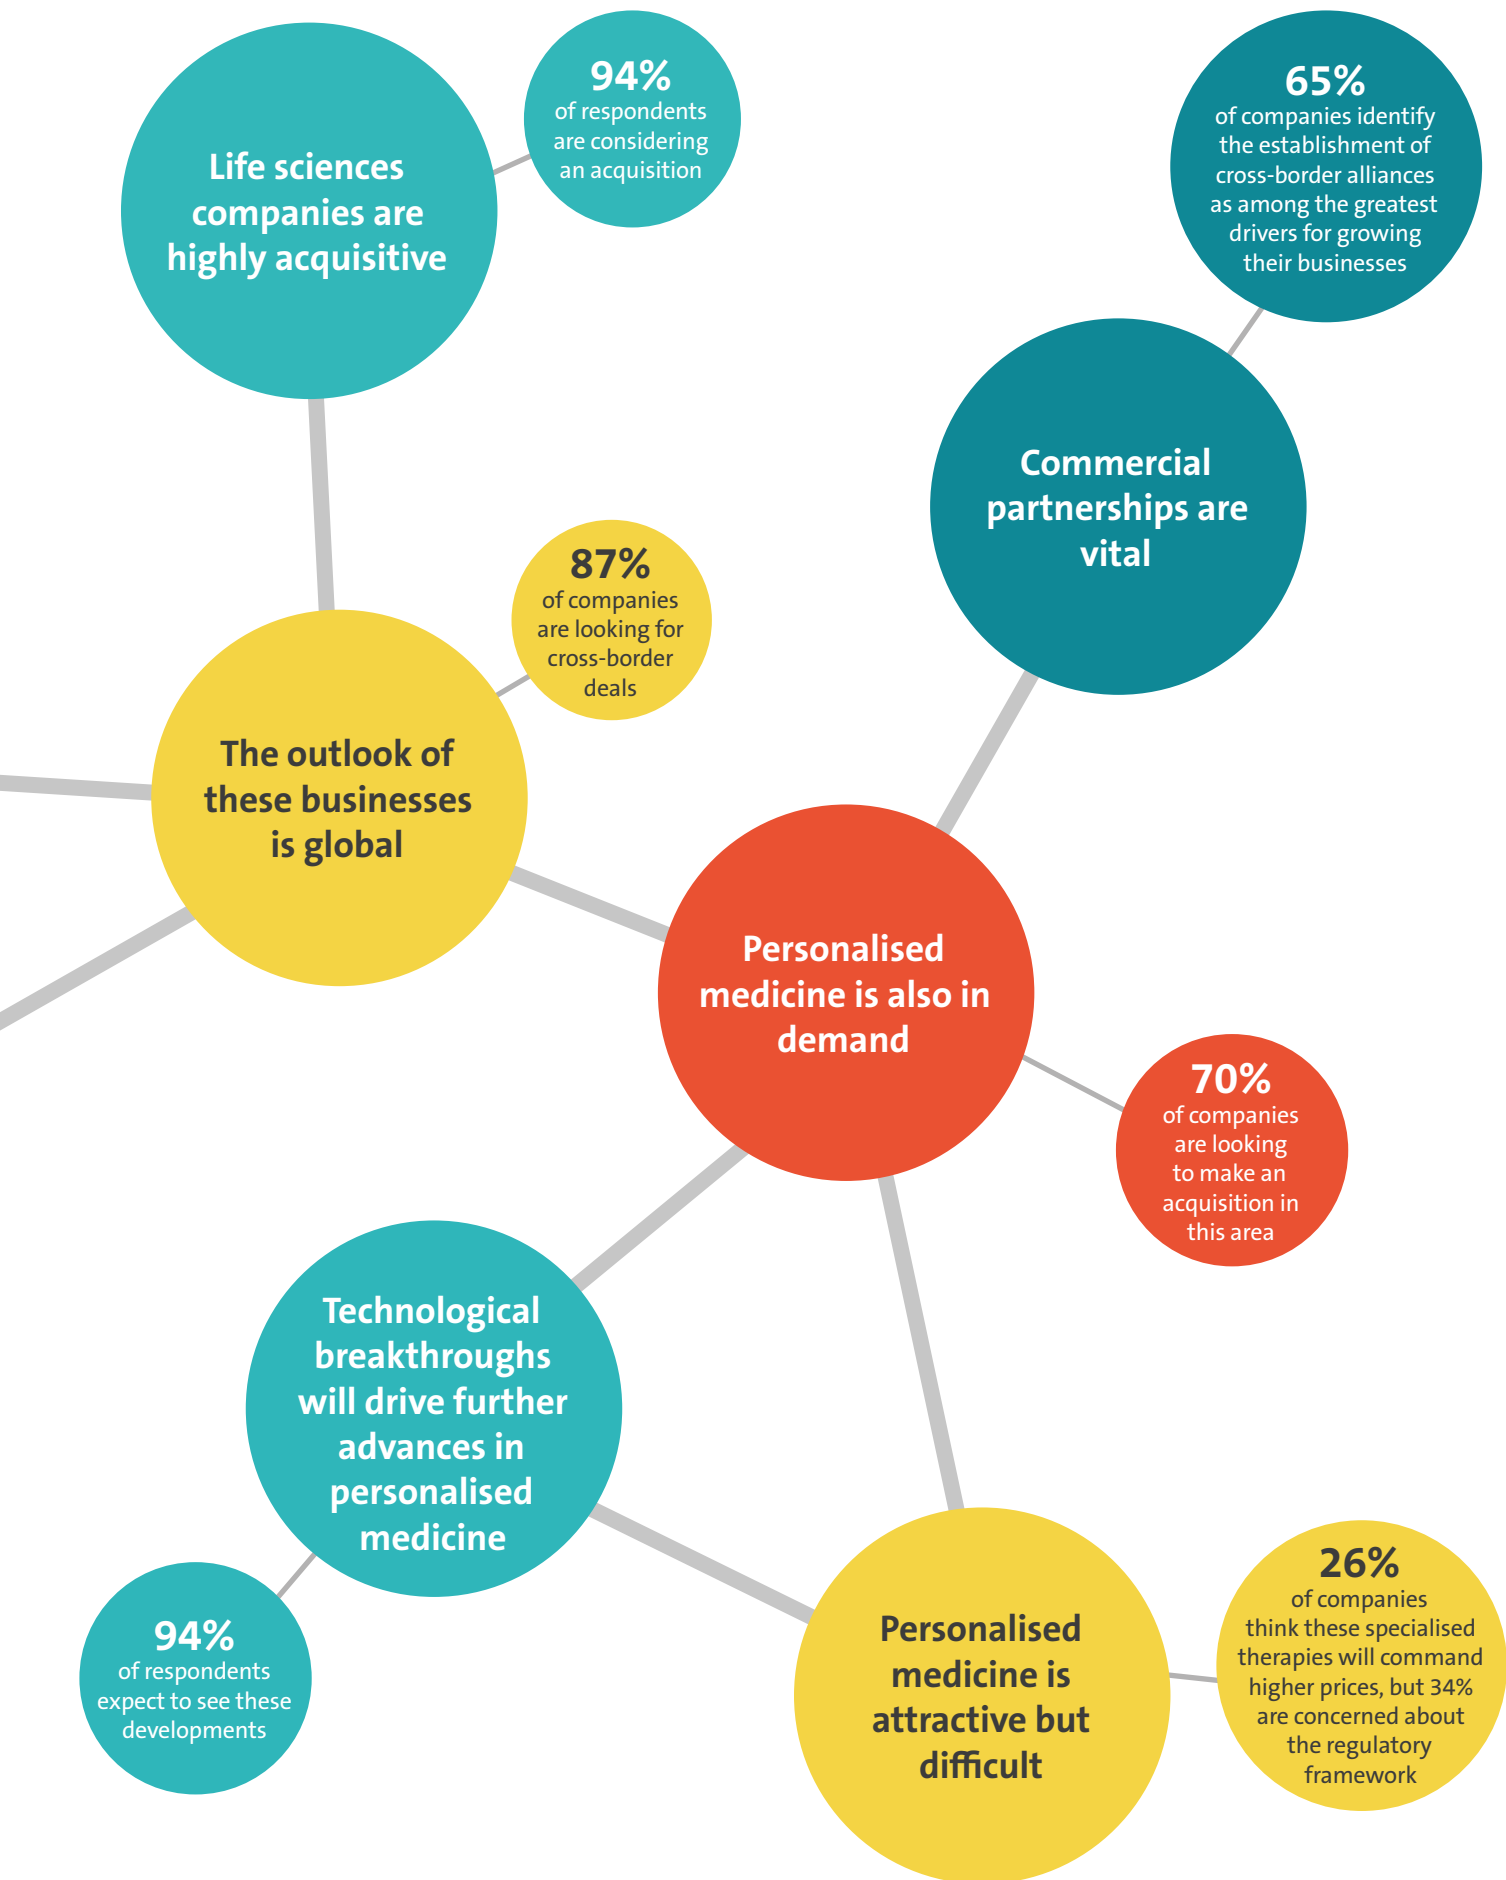 Life sciences
companies are
highly acquisitive
94%
of respondents
are considering
an acquisition
65%
of companies identify
the establishment of
cross-border alliances
as among the greatest
drivers for growing
their businesses
Commercial
partnerships are
vital
87%
of companies
are looking for
cross-border
deals
The outlook of
these businesses
is global
Personalised
medicine is also in
demand
70%
of companies
are looking
to make an
acquisition in
this area
Technological
breakthroughs
will drive further
advances in
personalised
medicine
94%
of respondents
expect to see these
developments
Personalised
medicine is
attractive but
difficult
26%
of companies
think these specialised
therapies will command
higher prices, but 34%
are concerned about
the regulatory
framework